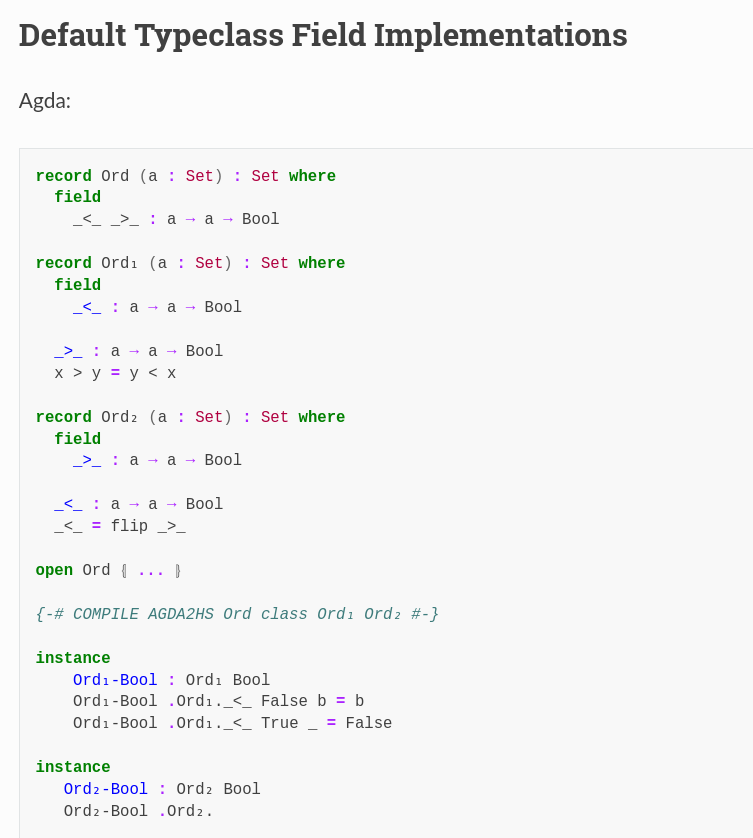 Default Typeclass Field Implementations
Agda:
record Ord (a : Set) : Set where
  field
    _<_ _>_ : a → a → Bool
record Ord₁ (a : Set) : Set where
  field
    _<_ : a → a → Bool
  _>_ : a → a → Bool
  x > y = y < x
record Ord₂ (a : Set) : Set where
  field
    _>_ : a → a → Bool
  _<_ : a → a → Bool
  _<_ = flip _>_
open Ord ⦃ ... ⦄
{-# COMPILE AGDA2HS Ord class Ord₁ Ord₂ #-}
instance
    Ord₁-Bool : Ord₁ Bool
    Ord₁-Bool .Ord₁._<_ False b = b
    Ord₁-Bool .Ord₁._<_ True _ = False
instance
   Ord₂-Bool : Ord₂ Bool
   Ord₂-Bool .Ord₂.